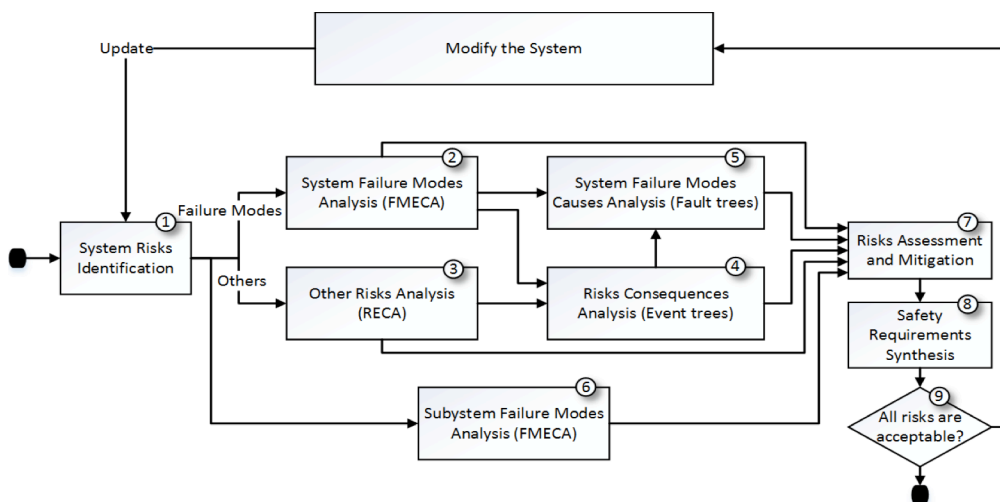 Update
Modify the System
2
System Failure Modes
Analysis (FMECA)
5
System Failure Modes
Causes Analysis (Fault trees)
Failure Modes
1
System Risks
Identification
Others
3
Other Risks Analysis
(RECA)
4
Risks Consequences
Analysis (Event trees)
7
Risks Assessment
and Mitigation
8
Safety
Requirements
Synthesis
6
Subystem Failure Modes
Analysis (FMECA)
9
All risks are
acceptable?